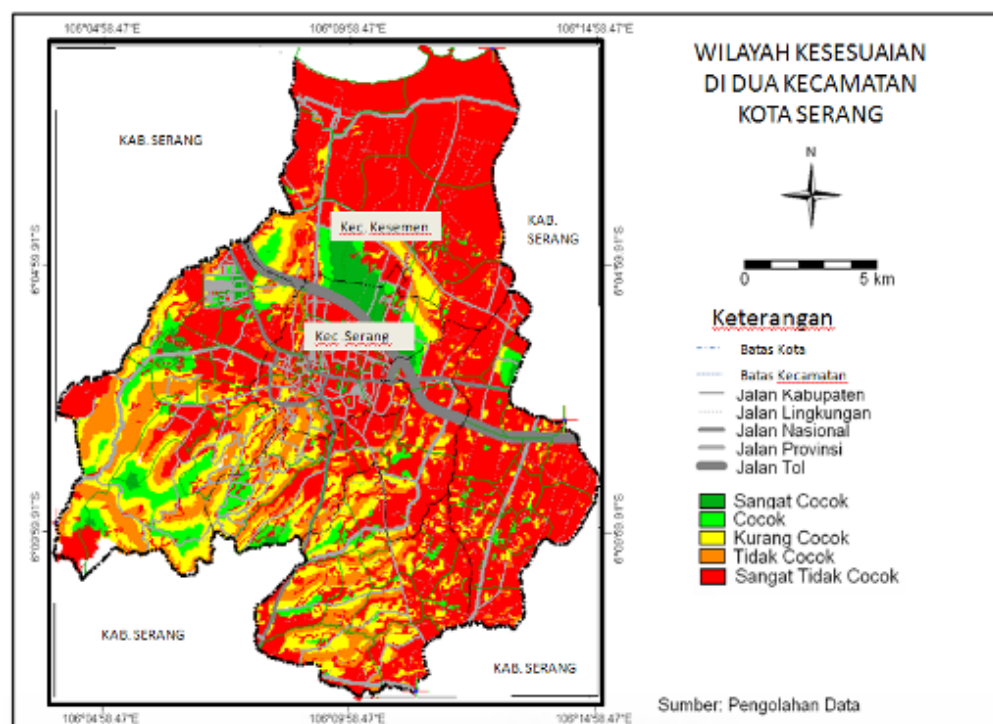 106°04'58.47"E 106°09'58.47"E 106°14'58.47"E
WILAYAH KESESUAIAN
DI DUA KECAMATAN
KOTA SERANG
N
KAB. SERANG
KAB.
SERANG
Kec. Kesemen
6°04'59.91"S
6°04'59.91"S
0 5 km
Kec. Serang
Keterangan
Batas Kota
Batas Kecamatan
Jalan Kabupaten
Jalan Lingkungan
Jalan Nasional
Jalan Provinsi
Jalan Tol
Sangat Cocok
Cocok
Kurang Cocok
Tidak Cocok
Sangat Tidak Cocok
6°09'59.91"S
6°09'59.91"S
KAB. SERANG
KAB. SERANG
Sumber: Pengolahan Data
106°04'58.47"E 106°09'58.47"E 106°14'58.47"E